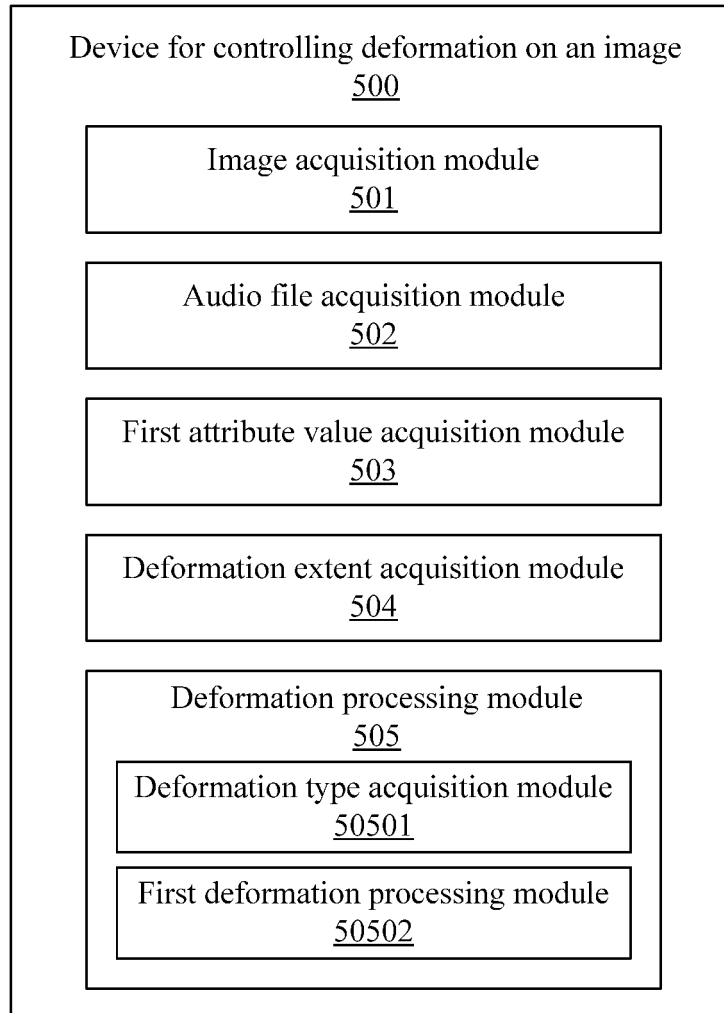 Device for controlling deformation on an image
500
Image acquisition module
501
Audio file acquisition module
502
First attribute value acquisition module
503
Deformation extent acquisition module
504
Deformation processing module
505
Deformation type acquisition module
50501
First deformation processing module
50502